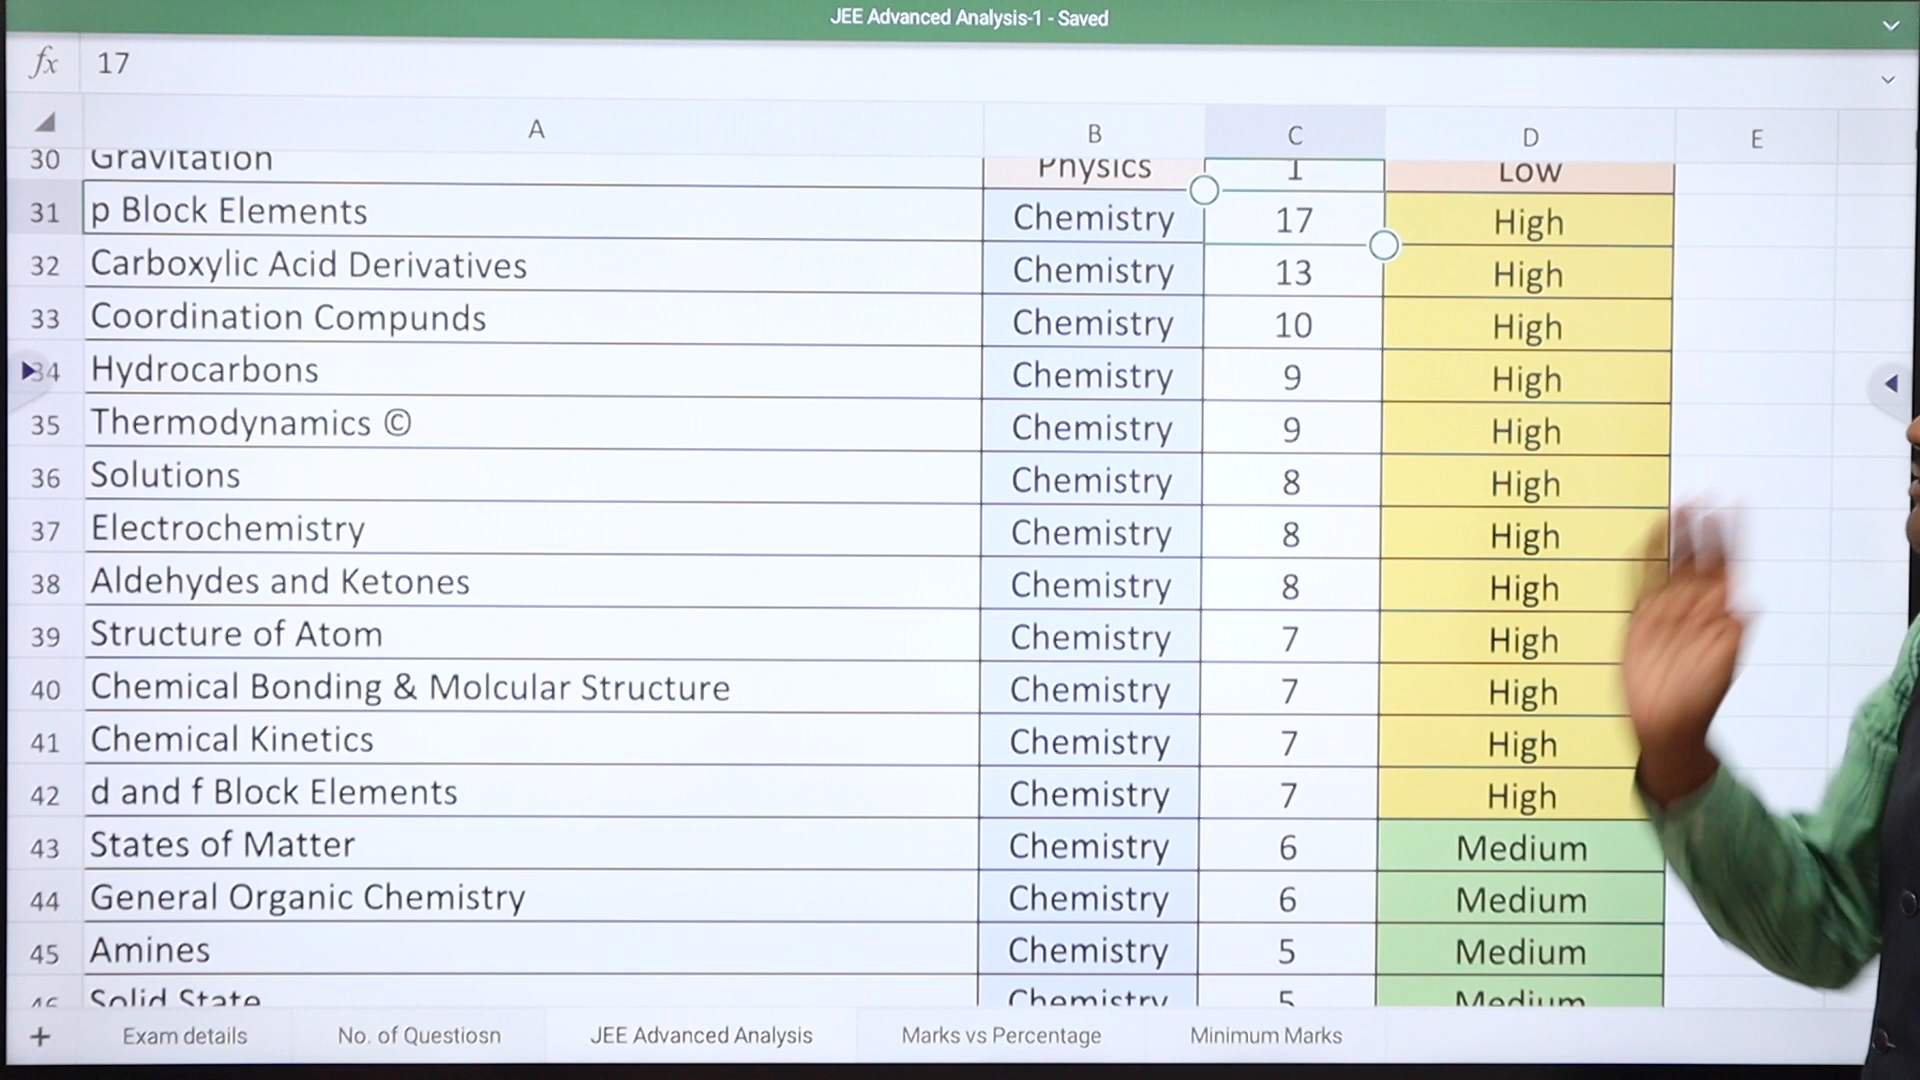 JEE Advanced Analysis-1 - Saved
fx 17
A B C D E
30 Gravitation Physics 1 Low
31 p Block Elements Chemistry 17 High
32 Carboxylic Acid Derivatives Chemistry 13 High
33 Coordination Compunds Chemistry 10 High
34 Hydrocarbons Chemistry 9 High
35 Thermodynamics © Chemistry 9 High
36 Solutions Chemistry 8 High
37 Electrochemistry Chemistry 8 High
38 Aldehydes and Ketones Chemistry 8 High
39 Structure of Atom Chemistry 7 High
40 Chemical Bonding & Molcular Structure Chemistry 7 High
41 Chemical Kinetics Chemistry 7 High
42 d and f Block Elements Chemistry 7 High
43 States of Matter Chemistry 6 Medium
44 General Organic Chemistry Chemistry 6 Medium
45 Amines Chemistry 5 Medium
46 Solid State Chemistry 5 Medium
+ Exam details No. of Questiosn JEE Advanced Analysis Marks vs Percentage Minimum Marks